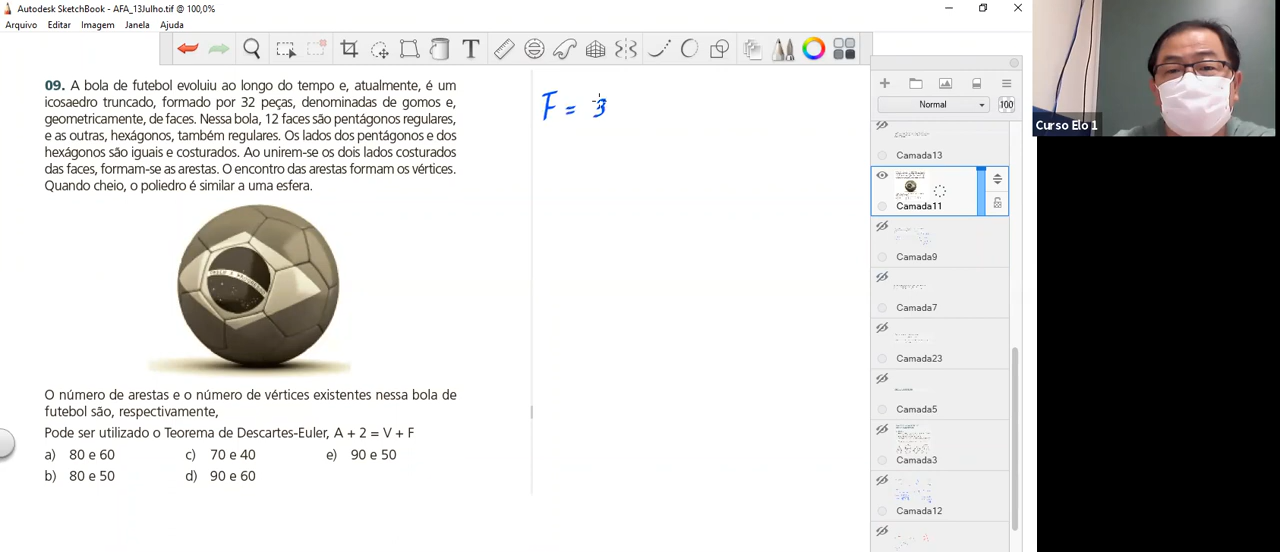 Autodesk SketchBook - AFA_13Julho.tif @ 100,0%
Arquivo Editar Imagem Janela Ajuda
T
09. A bola de futebol evoluiu ao longo do tempo e, atualmente, é um
icosaedro truncado, formado por 32 peças, denominadas de gomos e,
geometricamente, de faces. Nessa bola, 12 faces são pentágonos regulares,
e as outras, hexágonos, também regulares. Os lados dos pentágonos e dos
hexágonos são iguais e costurados. Ao unirem-se os dois lados costurados
das faces, formam-se as arestas. O encontro das arestas formam os vértices.
Quando cheio, o poliedro é similar a uma esfera.
O número de arestas e o número de vértices existentes nessa bola de
futebol são, respectivamente,
Pode ser utilizado o Teorema de Descartes-Euler, A + 2 = V + F
a) 80 e 60 c) 70 e 40 e) 90 e 50
b) 80 e 50 d) 90 e 60
F = 3
Normal 100
Camada13
Camada11
Camada9
Camada7
Camada23
Camada5
Camada3
Camada12
Curso Elo 1